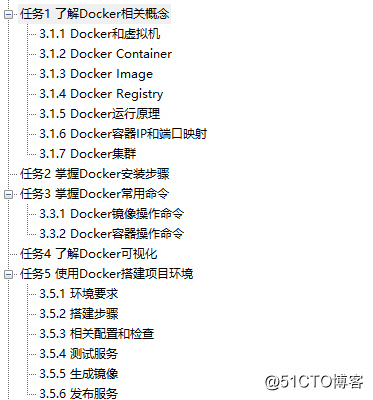 任务1 了解Docker相关概念
3.1.1 Docker和虚拟机
3.1.2 Docker Container
3.1.3 Docker Image
3.1.4 Docker Registry
3.1.5 Docker运行原理
3.1.6 Docker容器IP和端口映射
3.1.7 Docker集群
任务2 掌握Docker安装步骤
任务3 掌握Docker常用命令
3.3.1 Docker镜像操作命令
3.3.2 Docker容器操作命令
任务4 了解Docker可视化
任务5 使用Docker搭建项目环境
3.5.1 环境要求
3.5.2 搭建步骤
3.5.3 相关配置和检查
3.5.4 测试服务
3.5.5 生成镜像
3.5.6 发布服务
@51CTO博客